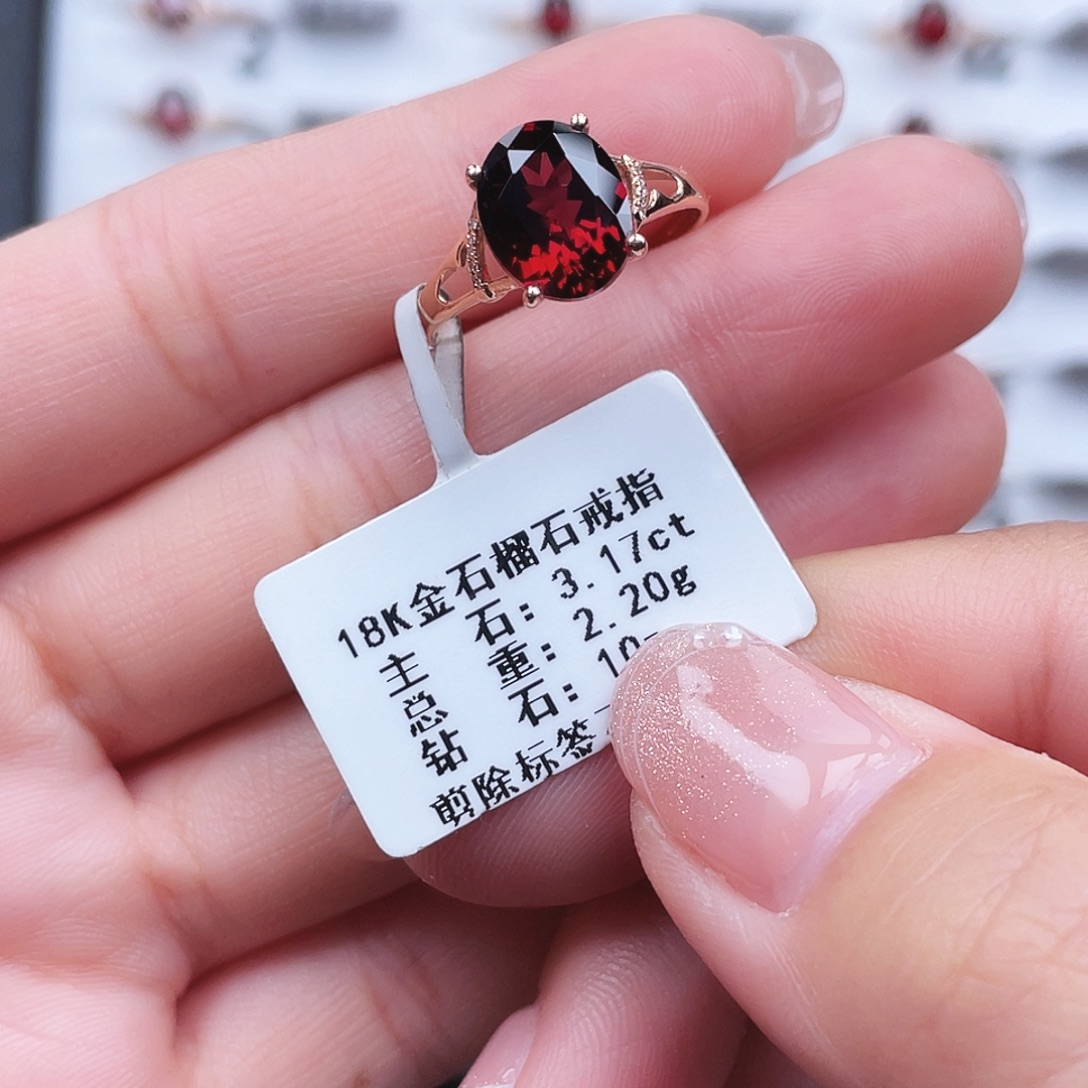 18K金石榴石戒指
主 石: 3.17ct
总 重: 2.20g
钻 石: 10
剪除标签